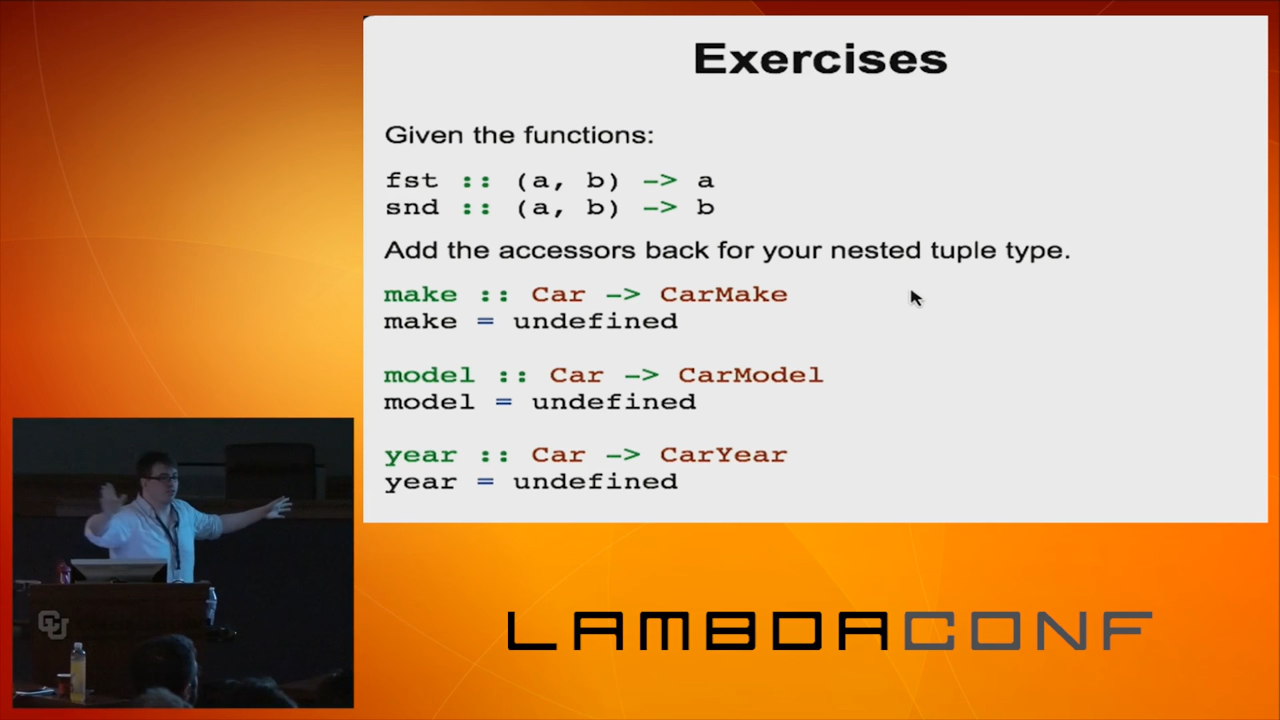 Exercises
Given the functions:
fst :: (a, b) -> a
snd :: (a, b) -> b
Add the accessors back for your nested tuple type.
make :: Car -> CarMake
make = undefined
model :: Car -> CarModel
model = undefined
year :: Car -> CarYear
year = undefined
CU
LAMBDACONF